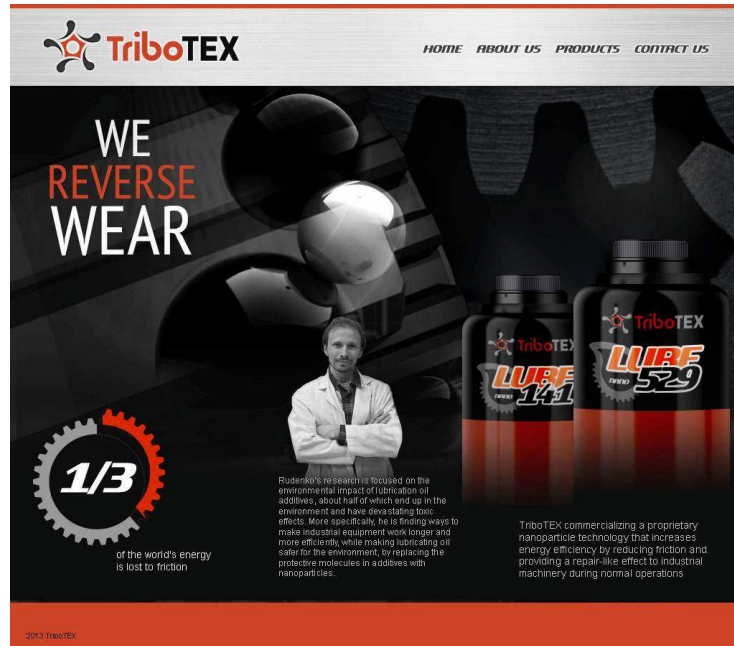 TriboTEX
HOME ABOUT US PRODUCTS CONTACT US
WE
REVERSE
WEAR
TriboTEX
LUBE
NANO 141
TriboTEX
LUBE
NANO 529
1/3
of the world's energy
is lost to friction
Rudenko's research is focused on the
environmental impact of lubrication oil
additives, about half of which end up in the
environment and have devastating toxic
effects. More specifically, he is finding ways to
make industrial equipment work longer and
more efficiently, while making lubricating oil
safer for the environment, by replacing the
protective molecules in additives with
nanoparticles.
TriboTEX commercializing a proprietary
nanoparticle technology that increases
energy efficiency by reducing friction and
providing a repair-like effect to industrial
machinery during normal operations
2013 TriboTEX